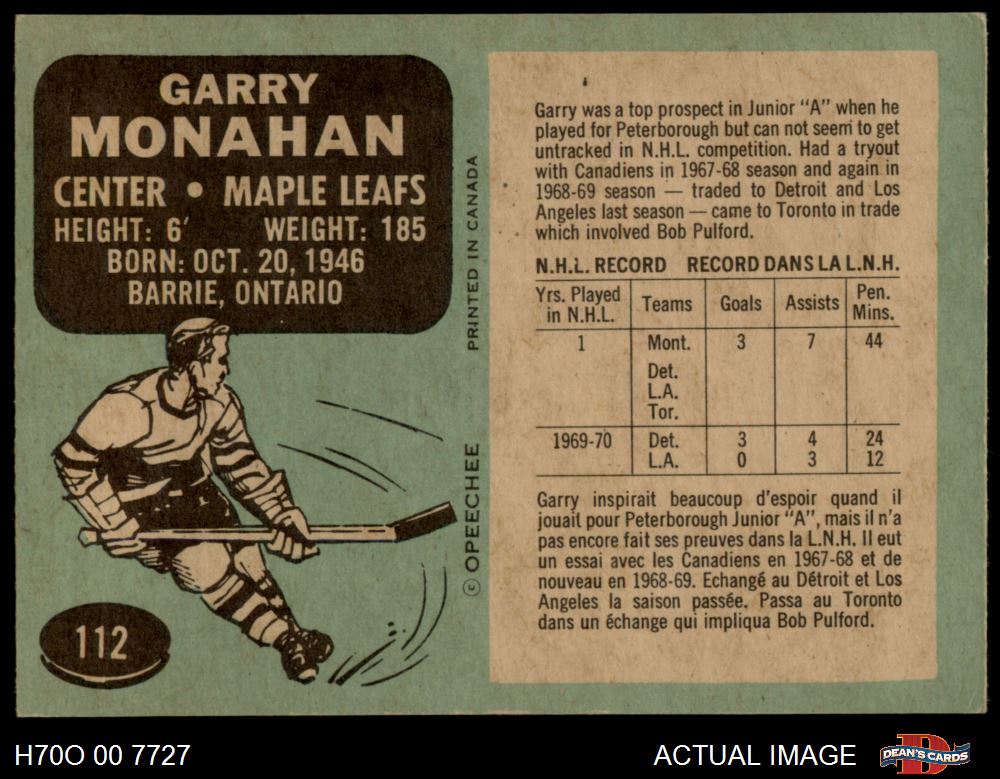 GARRY
MONAHAN
CENTER • MAPLE LEAFS
HEIGHT: 6' WEIGHT: 185
BORN: OCT. 20, 1946
BARRIE, ONTARIO
112
© OPEECHEE PRINTED IN CANADA
Garry was a top prospect in Junior "A" when he
played for Peterborough but can not seem to get
untracked in N.H.L. competition. Had a tryout
with Canadiens in 1967-68 season and again in
1968-69 season — traded to Detroit and Los
Angeles last season — came to Toronto in trade
which involved Bob Pulford.
N.H.L. RECORD RECORD DANS LA L.N.H.
Yrs. Played in N.H.L. Teams Goals Assists Pen. Mins.
1 Mont. 3 7 44
Det.
L.A.
Tor.
1969-70 Det. 3 4 24
L.A. 0 3 12
Garry inspirait beaucoup d'espoir quand il
jouait pour Peterborough Junior "A", mais il n'a
pas encore fait ses preuves dans la L.N.H. Il eut
un essai avec les Canadiens en 1967-68 et de
nouveau en 1968-69. Echangé au Détroit et Los
Angeles la saison passée. Passa au Toronto
dans un échange qui impliqua Bob Pulford.
H70O 00 7727
ACTUAL IMAGE
DEAN'S CARDS